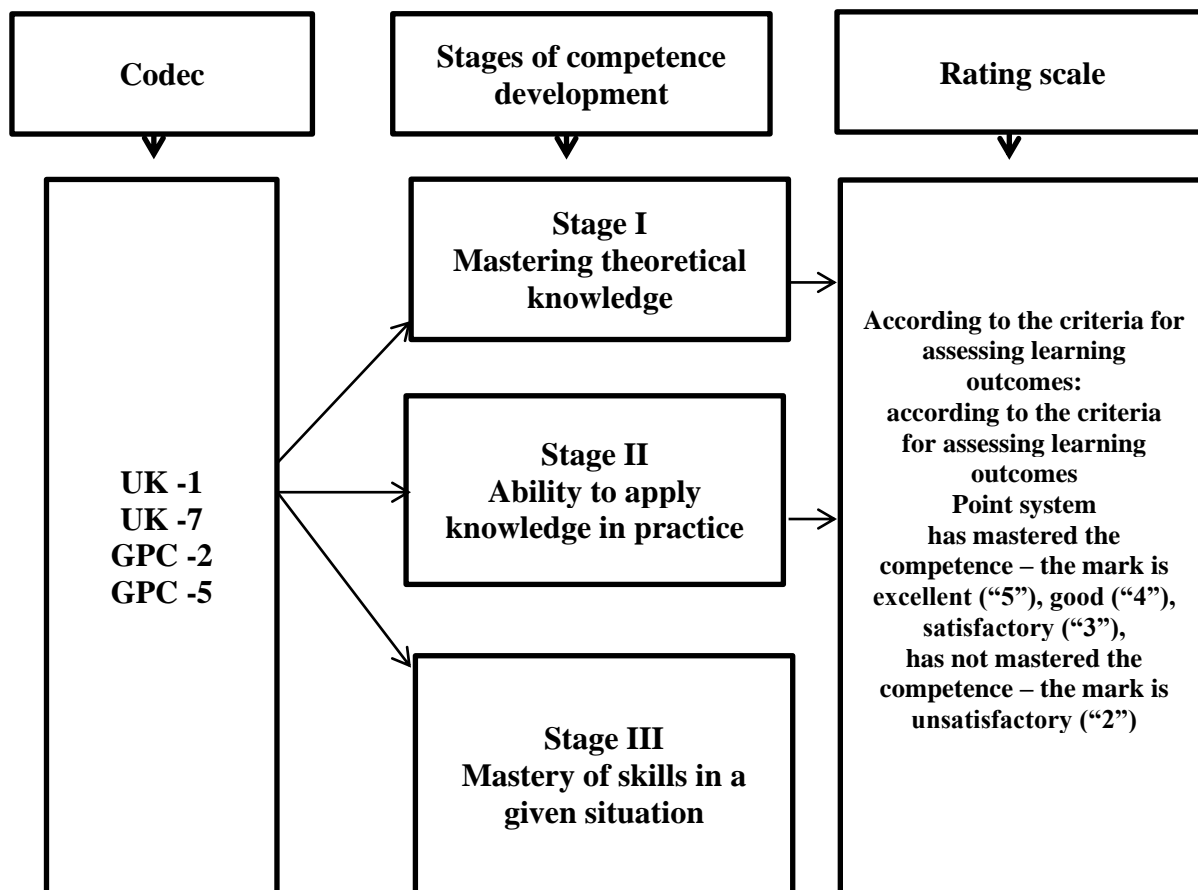 Codec
Stages of competence
development
Rating scale
UK -1
UK -7
GPC -2
GPC -5
Stage I
Mastering theoretical
knowledge
Stage II
Ability to apply
knowledge in practice
Stage III
Mastery of skills in a
given situation
According to the criteria for
assessing learning
outcomes:
according to the criteria
for assessing learning
outcomes
Point system
has mastered the
competence – the mark is
excellent (“5”), good (“4”),
satisfactory (“3”),
has not mastered the
competence – the mark is
unsatisfactory (“2”)